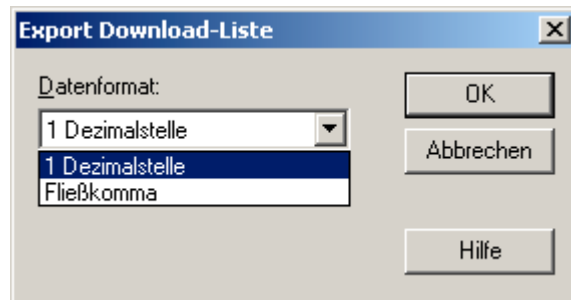 Export Download-Liste
Datenformat:
1 Dezimalstelle
1 Dezimalstelle
Fließkomma
OK
Abbrechen
Hilfe